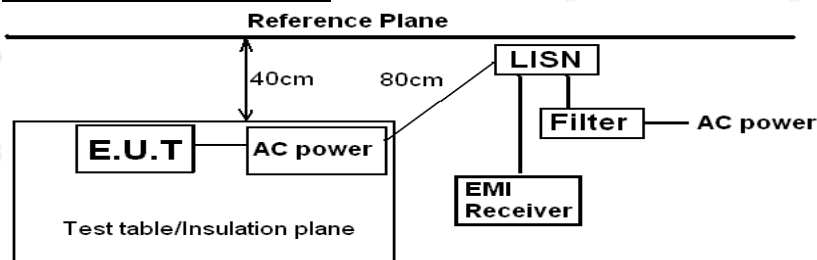 Reference Plane
LISN
40cm
80cm
Filter
AC power
E.U.T
AC power
EMI
Receiver
Test table/Insulation plane